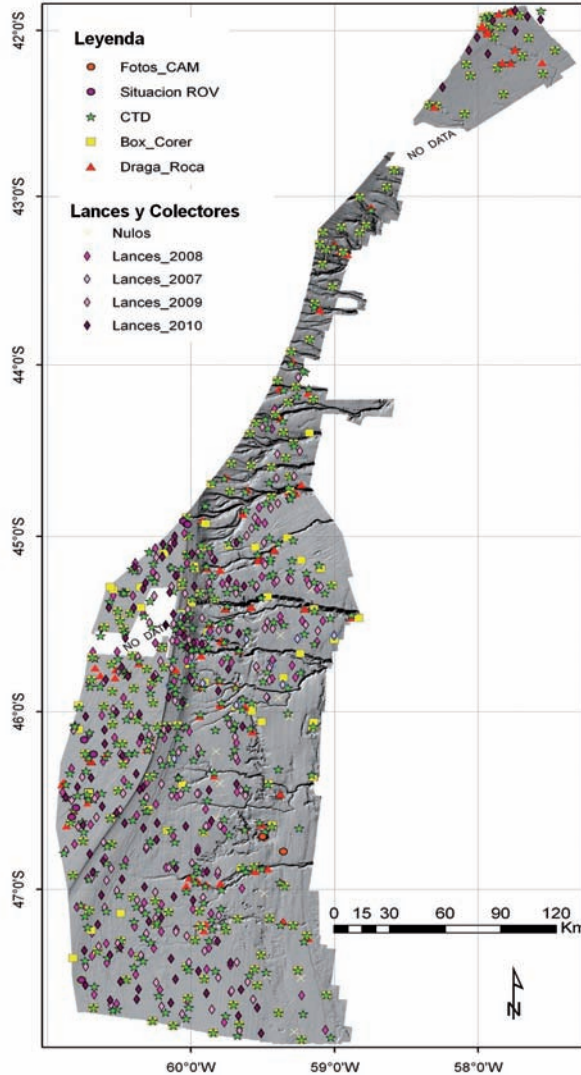 42°0'S
43°0'S
44°0'S
45°0'S
46°0'S
47°0'S
Leyenda
Fotos_CAM
Situacion ROV
CTD
Box_Corer
Draga_Roca
Lances y Colectores
Nulos
Lances_2008
Lances_2007
Lances_2009
Lances_2010
NO DATA
NO DATA
0 15 30 60 90 120
Km
N
60°0'W 59°0'W 58°0'W